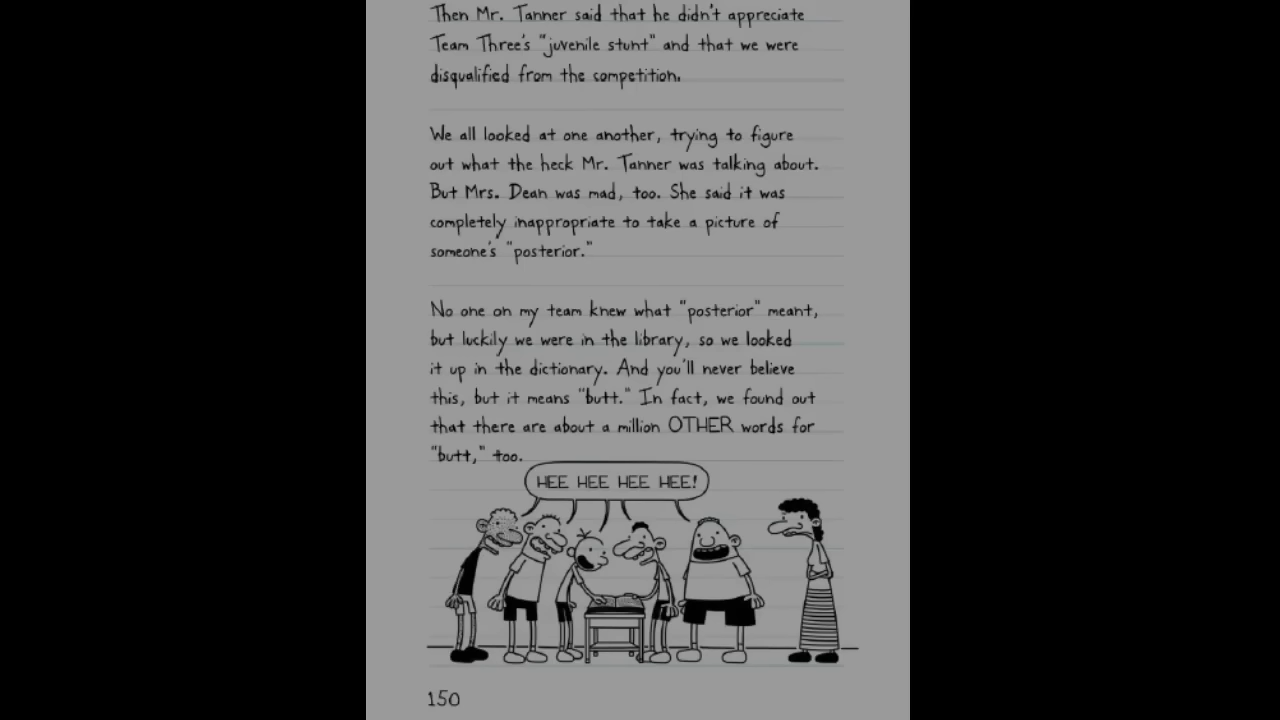 Then Mr. Tanner said that he didn't appreciate
Team Three's "juvenile stunt" and that we were
disqualified from the competition.
We all looked at one another, trying to figure
out what the heck Mr. Tanner was talking about.
But Mrs. Dean was mad, too. She said it was
completely inappropriate to take a picture of
someone's "posterior."
No one on my team knew what "posterior" meant,
but luckily we were in the library, so we looked
it up in the dictionary. And you'll never believe
this, but it means "butt." In fact, we found out
that there are about a million OTHER words for
"butt," too.
HEE HEE HEE HEE!
150